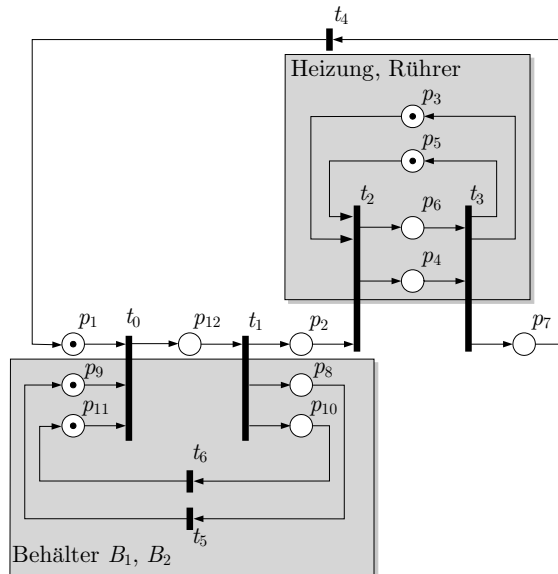 t₄
Heizung, Rührer
p₃
p₅
t₂ p₆ t₃
p₄
p₁ t₀ p₁₂ t₁ p₂ p₇
p₉ p₈
p₁₁ p₁₀
t₆
t₅
Behälter B₁, B₂